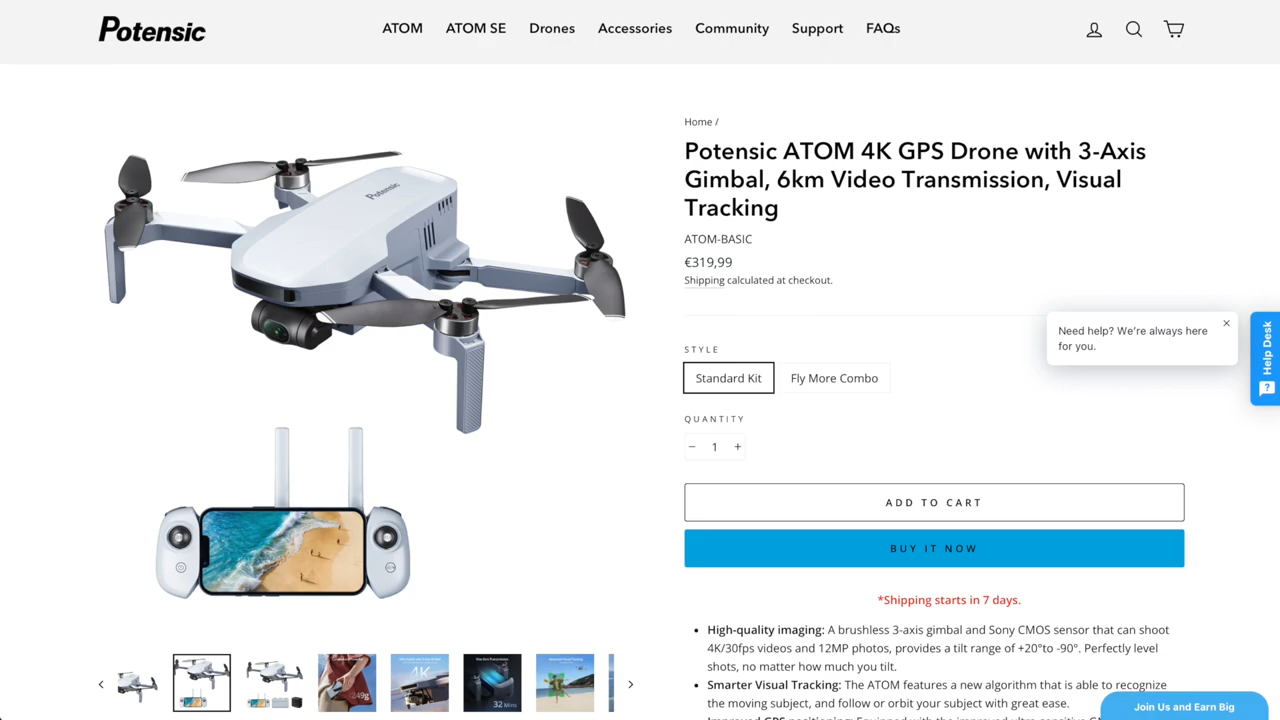 Potensic
ATOM
ATOM SE
Drones
Accessories
Community
Support
FAQs
Home /
Potensic ATOM 4K GPS Drone with 3-Axis
Gimbal, 6km Video Transmission, Visual
Tracking
ATOM-BASIC
€319,99
Shipping calculated at checkout.
Need help? We're always here
for you.
Help Desk
STYLE
Standard Kit
Fly More Combo
QUANTITY
− 1 +
ADD TO CART
BUY IT NOW
*Shipping starts in 7 days.
High-quality imaging: A brushless 3-axis gimbal and Sony CMOS sensor that can shoot
4K/30fps videos and 12MP photos, provides a tilt range of +20°to -90°. Perfectly level
shots, no matter how much you tilt.
Smarter Visual Tracking: The ATOM features a new algorithm that is able to recognize
the moving subject, and follow or orbit your subject with great ease.
Join Us and Earn Big
Potensic
249g
4K
32 Mins